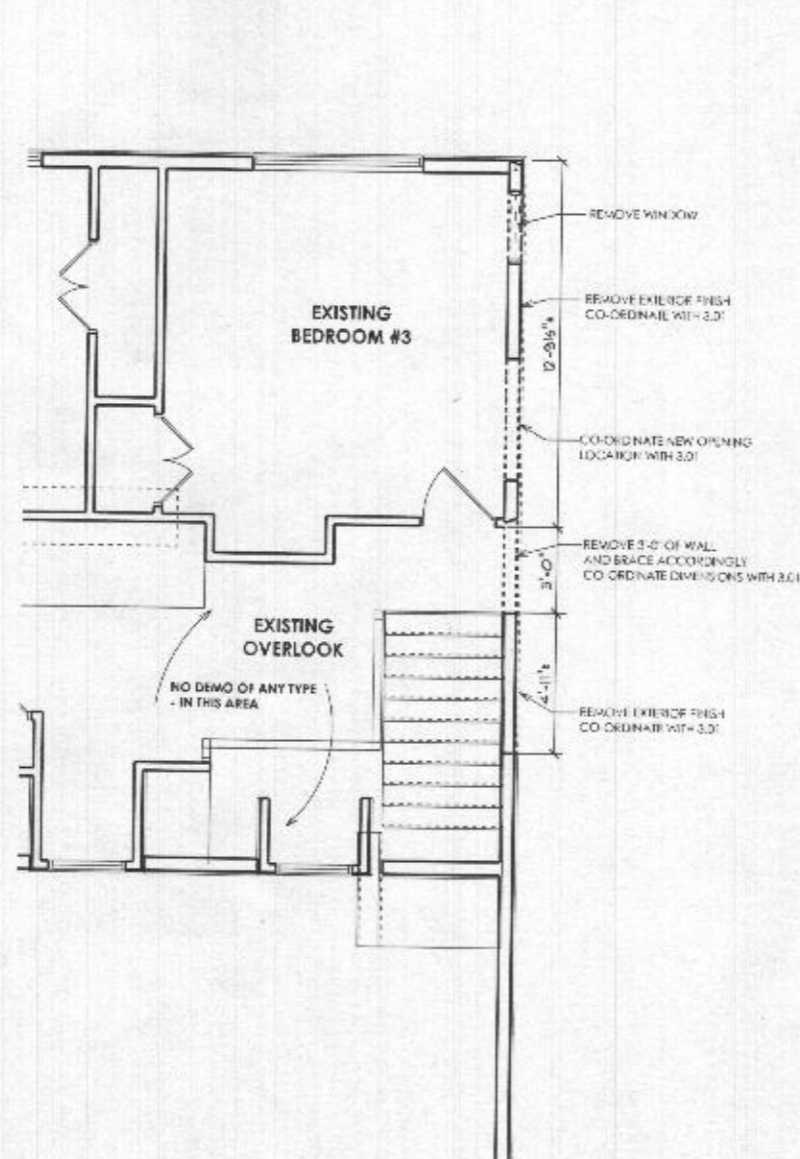 REMOVE WINDOW
REMOVE EXTERIOR FINISH
CO-ORDINATE WITH 3.01
EXISTING
BEDROOM #3
CO-ORDINATE NEW OPENING
LOCATION WITH 3.01
REMOVE 3'-0" OF WALL
AND BRACE ACCORDINGLY
CO-ORDINATE DIMENSIONS WITH 3.01
3'-0"
EXISTING
OVERLOOK
NO DEMO OF ANY TYPE
- IN THIS AREA
4'-11"±
REMOVE EXTERIOR FINISH
CO-ORDINATE WITH 3.01